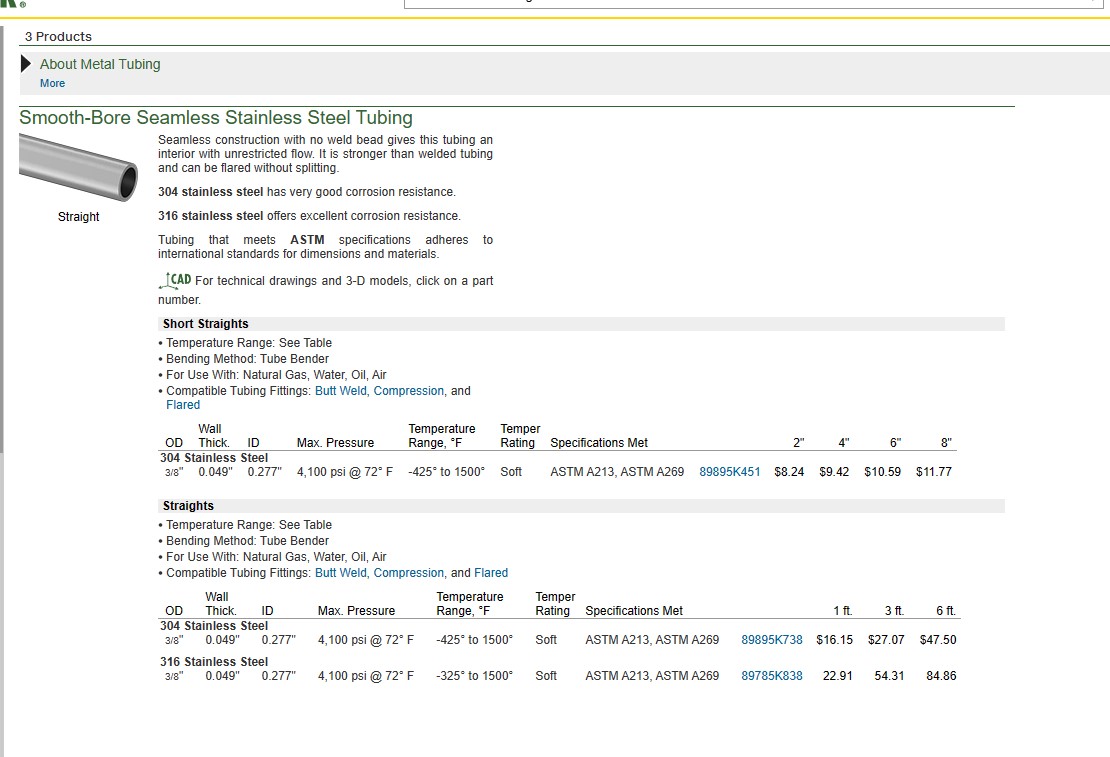 3 Products
About Metal Tubing
More
Smooth-Bore Seamless Stainless Steel Tubing
Seamless construction with no weld bead gives this tubing an
interior with unrestricted flow. It is stronger than welded tubing
and can be flared without splitting.
304 stainless steel has very good corrosion resistance.
Straight
316 stainless steel offers excellent corrosion resistance.
Tubing that meets ASTM specifications adheres to
international standards for dimensions and materials.
CAD For technical drawings and 3-D models, click on a part
number.
Short Straights
• Temperature Range: See Table
• Bending Method: Tube Bender
• For Use With: Natural Gas, Water, Oil, Air
• Compatible Tubing Fittings: Butt Weld, Compression, and
Flared
Wall Temperature Temper
OD Thick. ID Max. Pressure Range, °F Rating Specifications Met 2" 4" 6" 8"
304 Stainless Steel
3/8" 0.049" 0.277" 4,100 psi @ 72° F -425° to 1500° Soft ASTM A213, ASTM A269 89895K451 $8.24 $9.42 $10.59 $11.77
Straights
• Temperature Range: See Table
• Bending Method: Tube Bender
• For Use With: Natural Gas, Water, Oil, Air
• Compatible Tubing Fittings: Butt Weld, Compression, and Flared
Wall Temperature Temper
OD Thick. ID Max. Pressure Range, °F Rating Specifications Met 1 ft. 3 ft. 6 ft.
304 Stainless Steel
3/8" 0.049" 0.277" 4,100 psi @ 72° F -425° to 1500° Soft ASTM A213, ASTM A269 89895K738 $16.15 $27.07 $47.50
316 Stainless Steel
3/8" 0.049" 0.277" 4,100 psi @ 72° F -325° to 1500° Soft ASTM A213, ASTM A269 89785K838 22.91 54.31 84.86